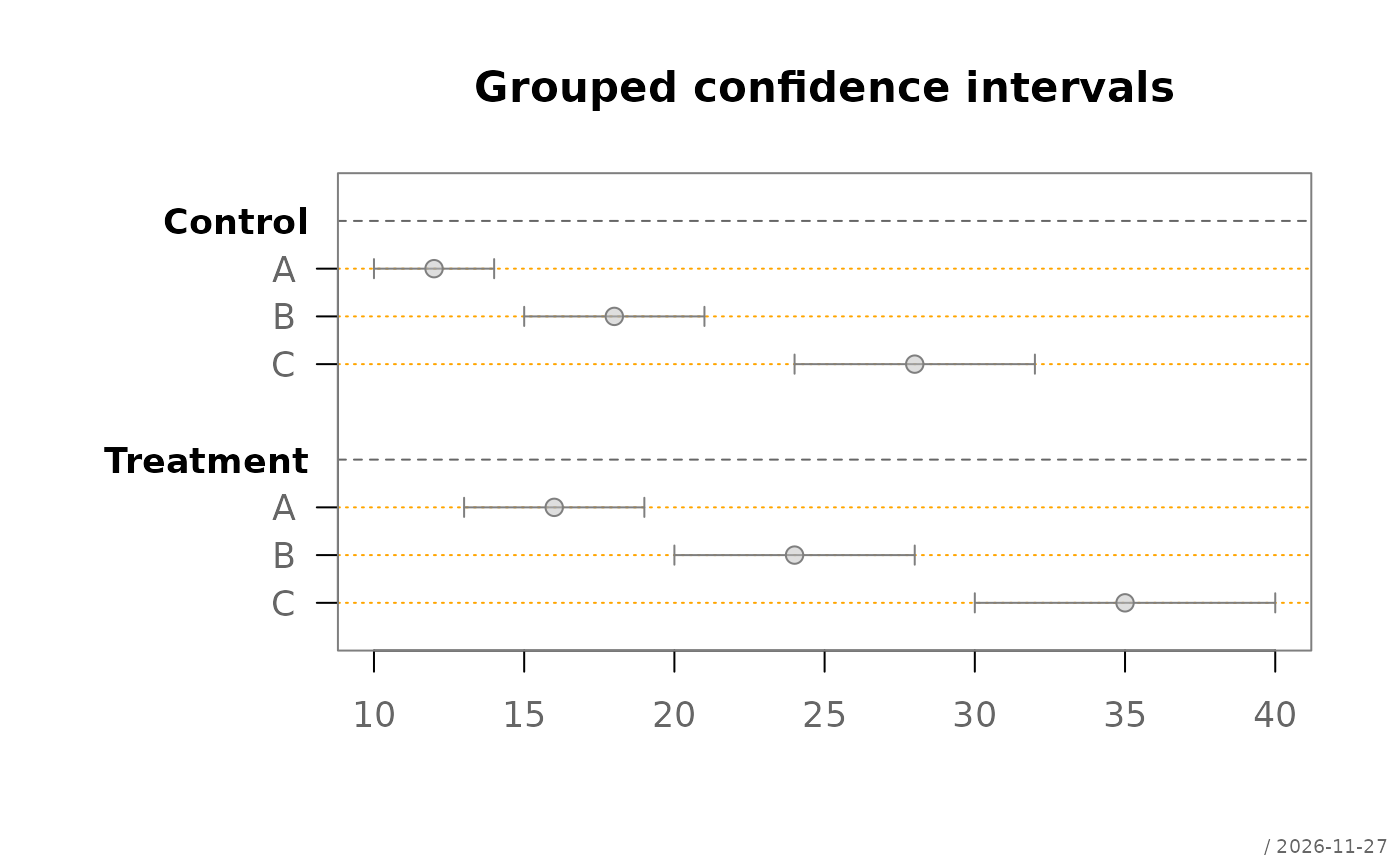 Grouped confidence intervals
Control
A
B
C
Treatment
A
B
C
10 15 20 25 30 35 40
/ 2026-11-27